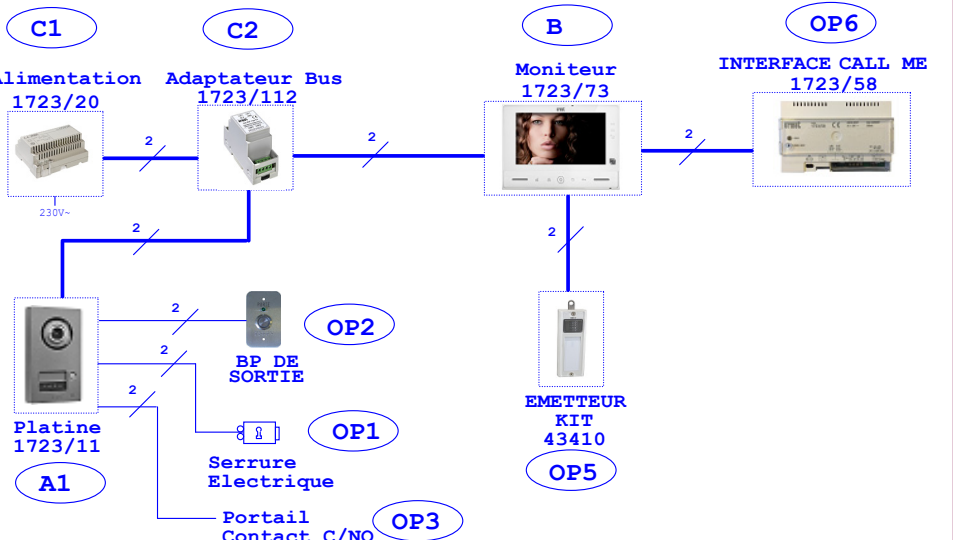 C1
C2
B
OP6
Alimentation
1723/20
Adaptateur Bus
1723/112
Moniteur
1723/73
INTERFACE CALL ME
1723/58
2
2
2
230V~
2
2
2
BP DE
SORTIE
OP2
2
EMETTEUR
KIT
43410
OP5
2
Platine
1723/11
A1
OP1
Serrure
Electrique
Portail
Contact C/NO
OP3